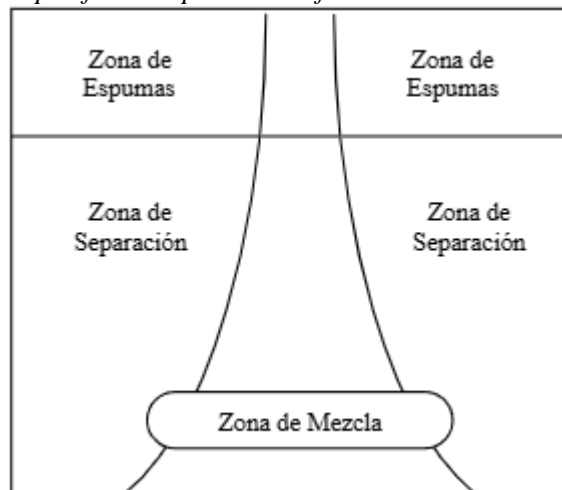 Zona de
Espumas
Zona de
Espumas
Zona de
Separación
Zona de
Separación
Zona de Mezcla